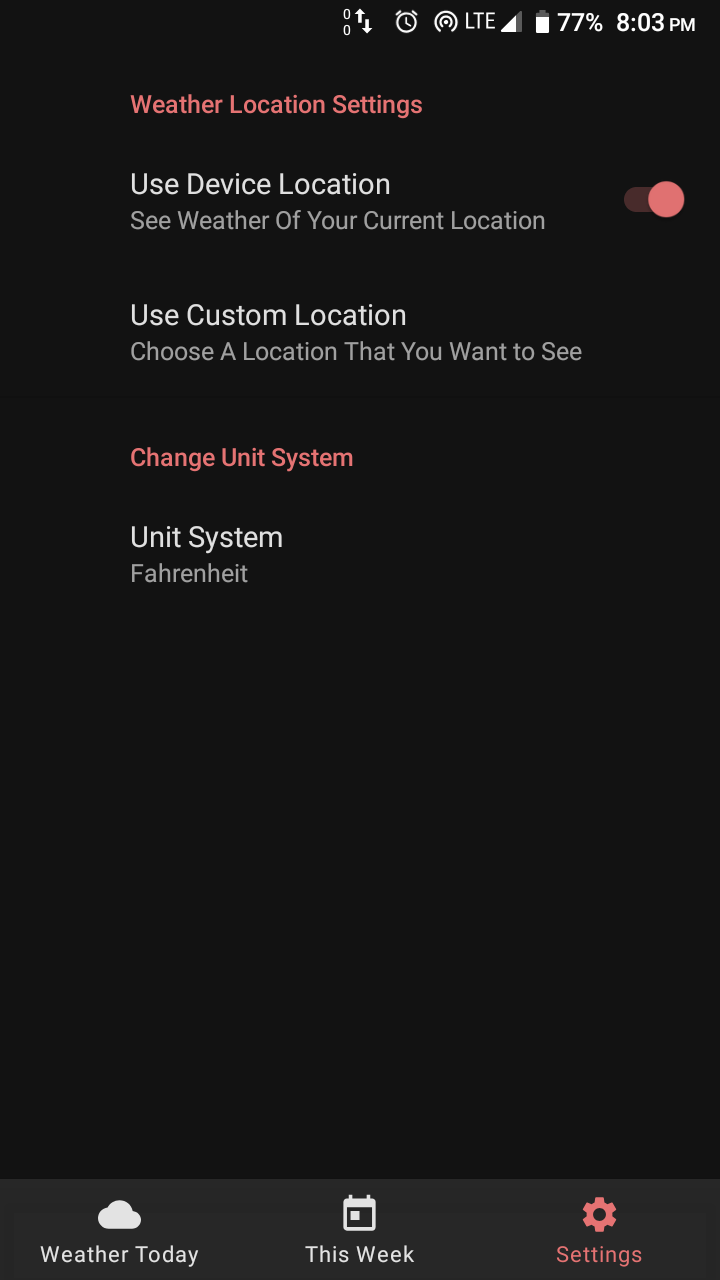 0
0
LTE 77% 8:03 PM
Weather Location Settings
Use Device Location
See Weather Of Your Current Location
Use Custom Location
Choose A Location That You Want to See
Change Unit System
Unit System
Fahrenheit
Weather Today This Week Settings